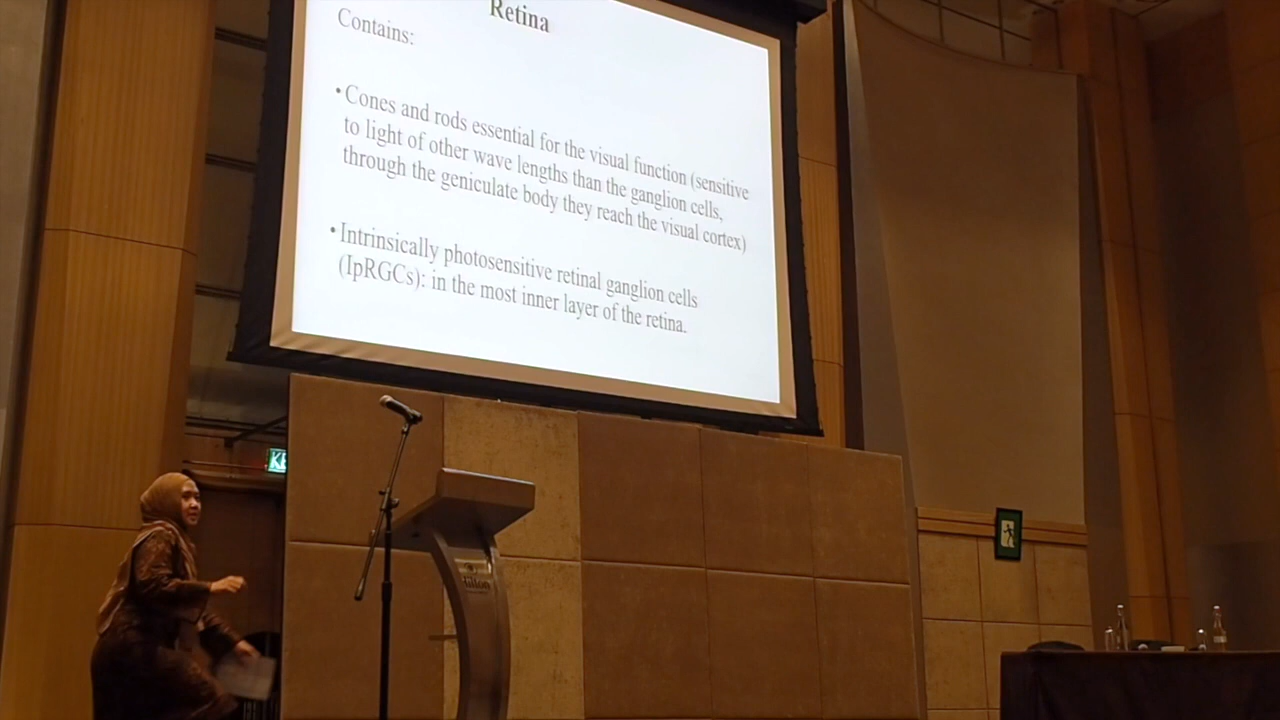 Retina
Contains:
• Cones and rods essential for the visual function (sensitive
to light of other wave lengths than the ganglion cells,
through the geniculate body they reach the visual cortex)
• Intrinsically photosensitive retinal ganglion cells
(IpRGCs): in the most inner layer of the retina.
Hilton